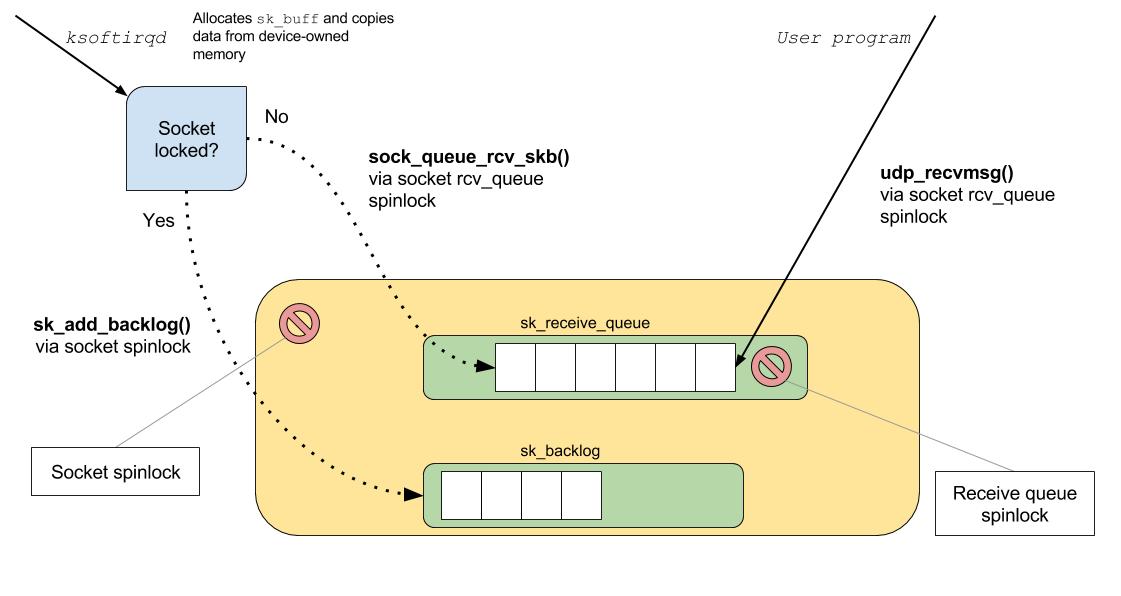 ksoftirqd
Allocates sk_buff and copies
data from device-owned
memory
User program
Socket
locked?
No
Yes
sock_queue_rcv_skb()
via socket rcv_queue
spinlock
udp_recvmsg()
via socket rcv_queue
spinlock
sk_add_backlog()
via socket spinlock
sk_receive_queue
sk_backlog
Socket spinlock
Receive queue
spinlock